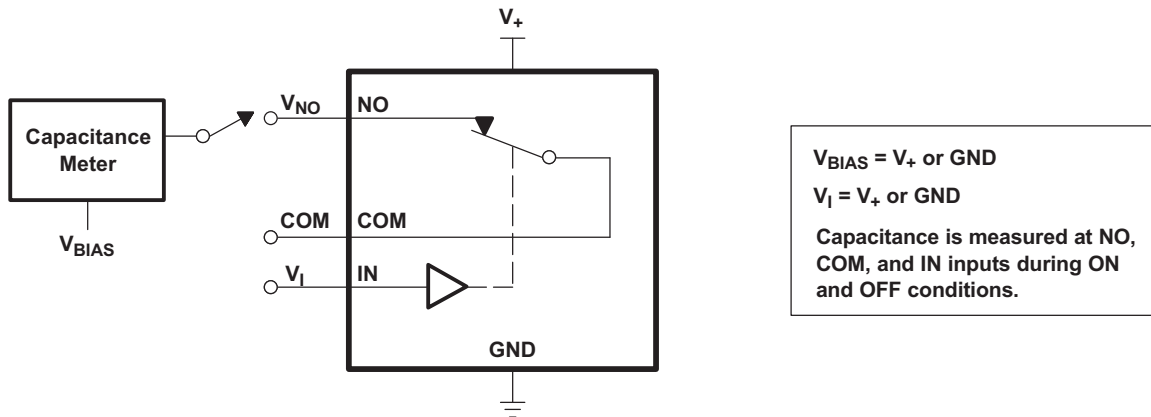 V+
VNO NO
Capacitance
Meter
VBIAS
COM COM
VI IN
GND
VBIAS = V+ or GND
VI = V+ or GND
Capacitance is measured at NO,
COM, and IN inputs during ON
and OFF conditions.